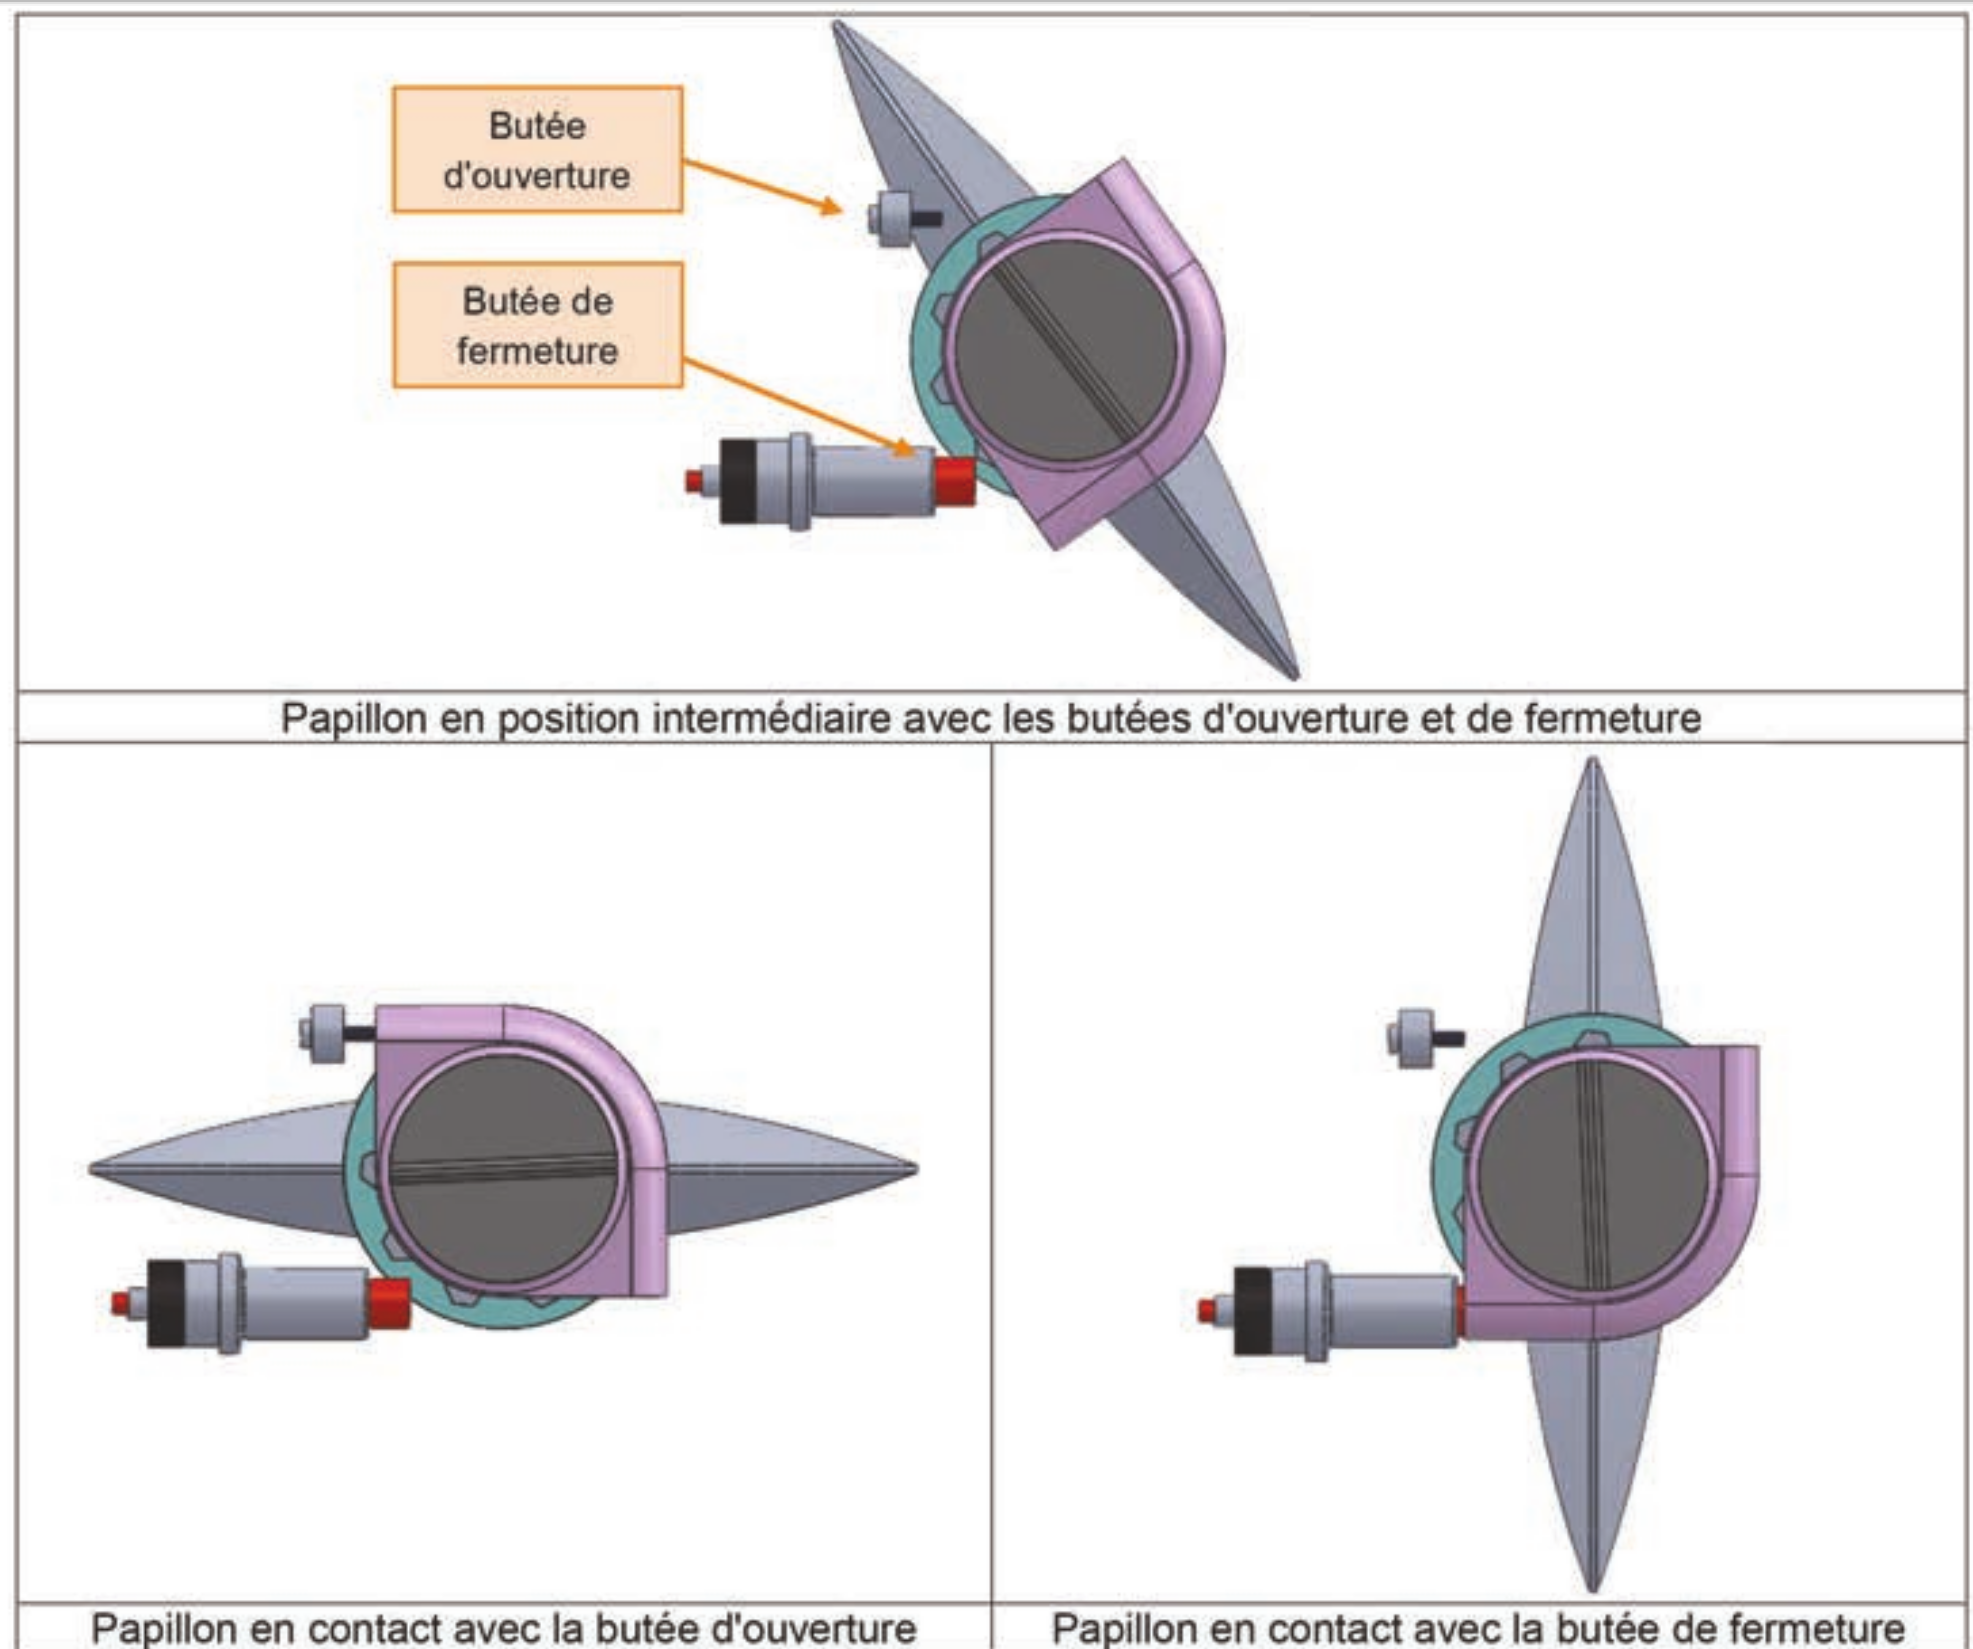 Butée
d'ouverture
Butée de
fermeture
Papillon en position intermédiaire avec les butées d'ouverture et de fermeture
Papillon en contact avec la butée d'ouverture
Papillon en contact avec la butée de fermeture